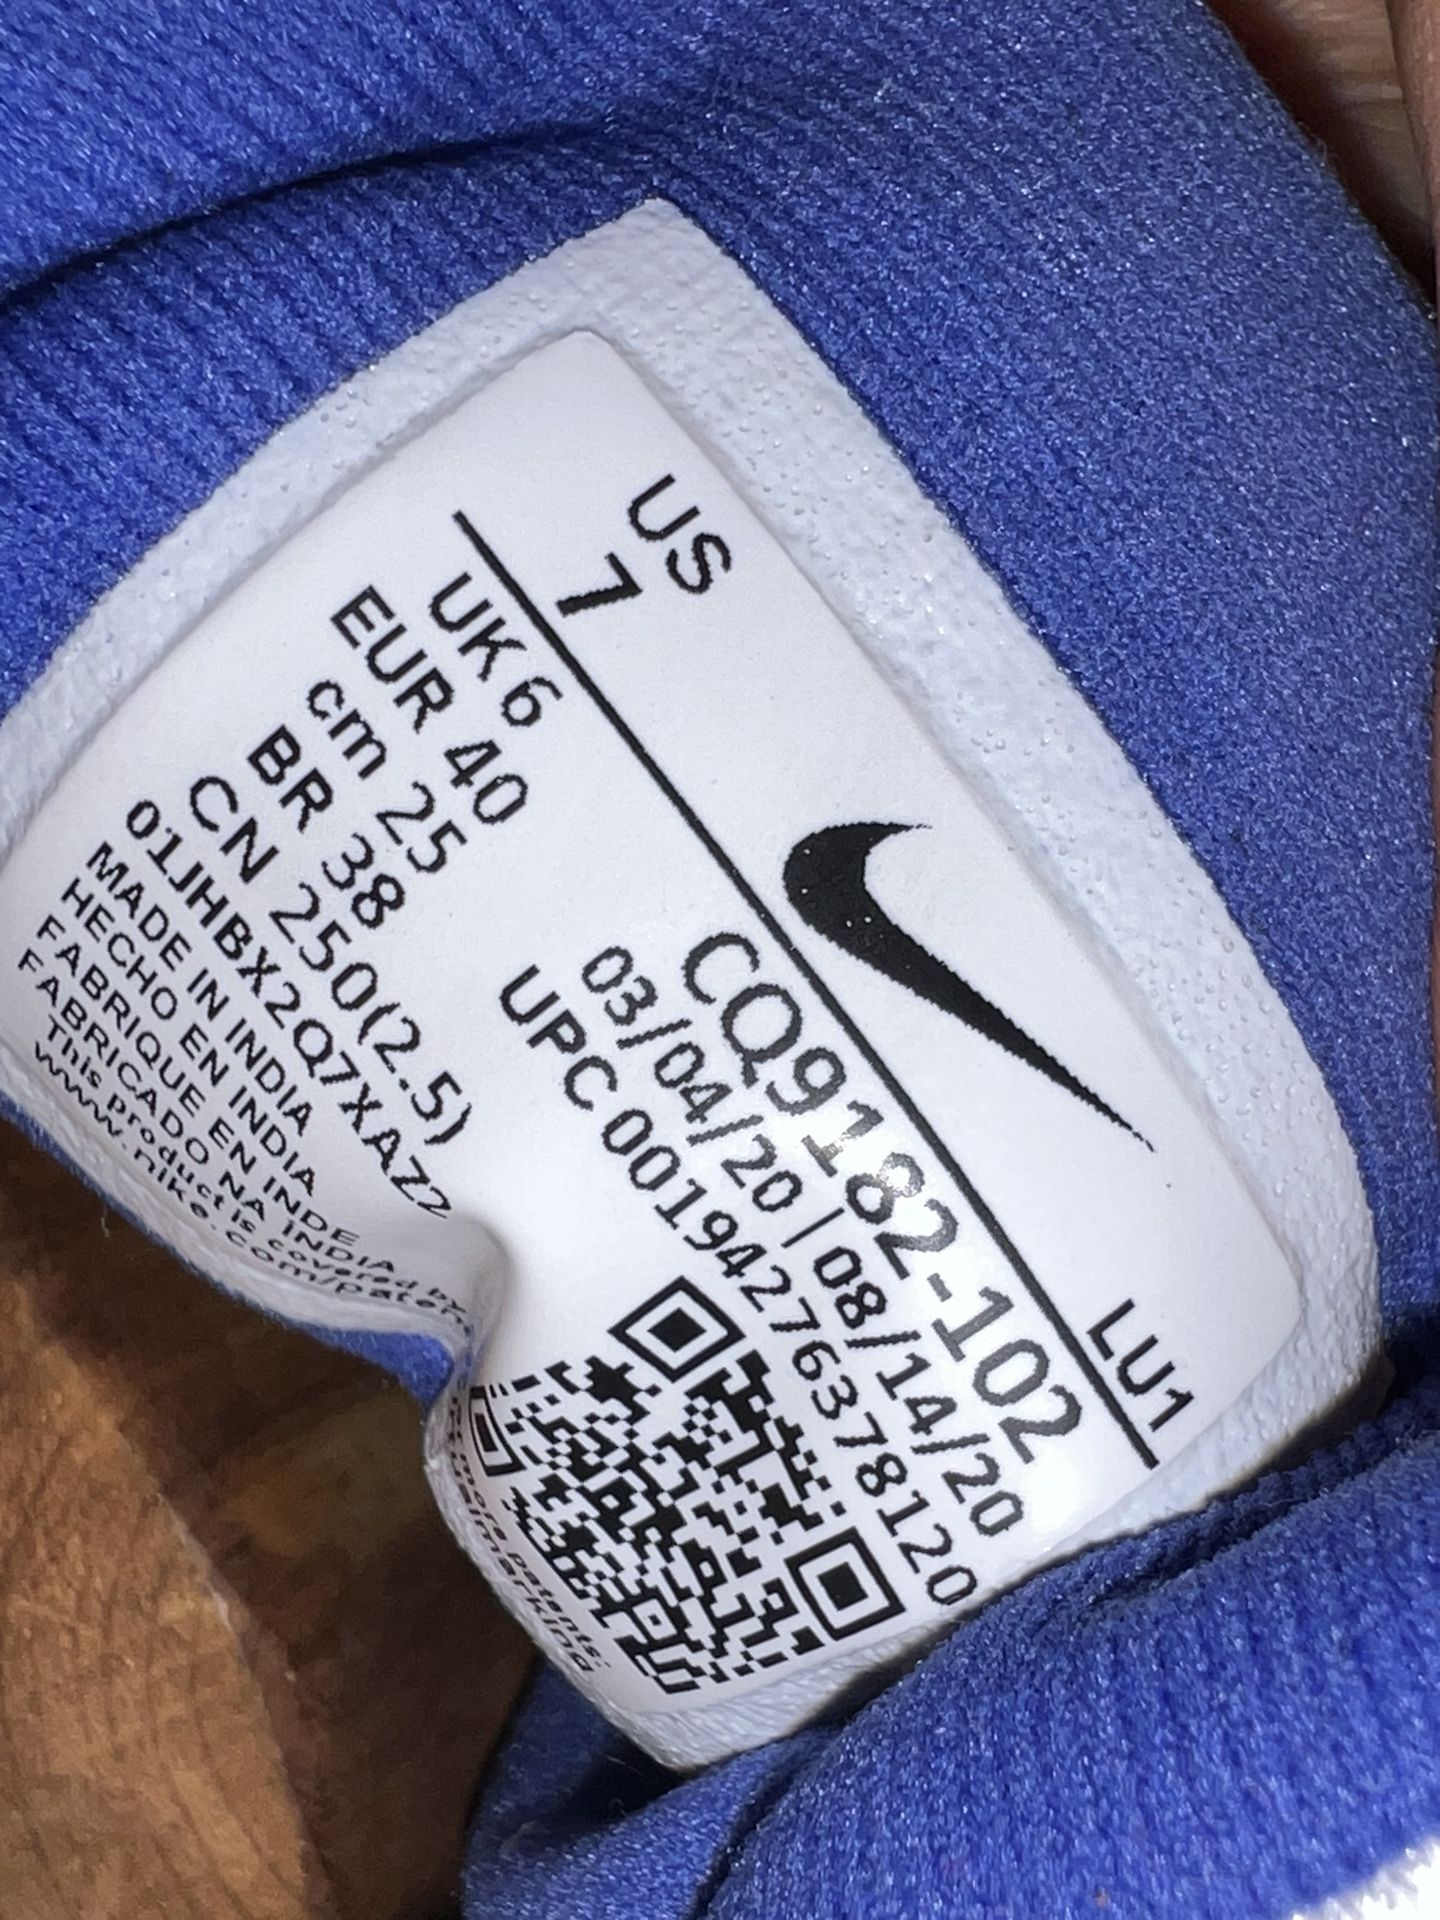 US
7
LU1
UK 6
EUR 40
cm 25
BR 38
CN 250(2.5)
01JHBX2Q7XAZ2
MADE IN INDIA
HECHO EN INDIA
FABRIQUE EN INDE
FABRICADO NA INDIA
This product is covered by
www.nike.com/paten
CQ9182-102
03/04/20 | 08/14/20
UPC 00194276378120
patents: